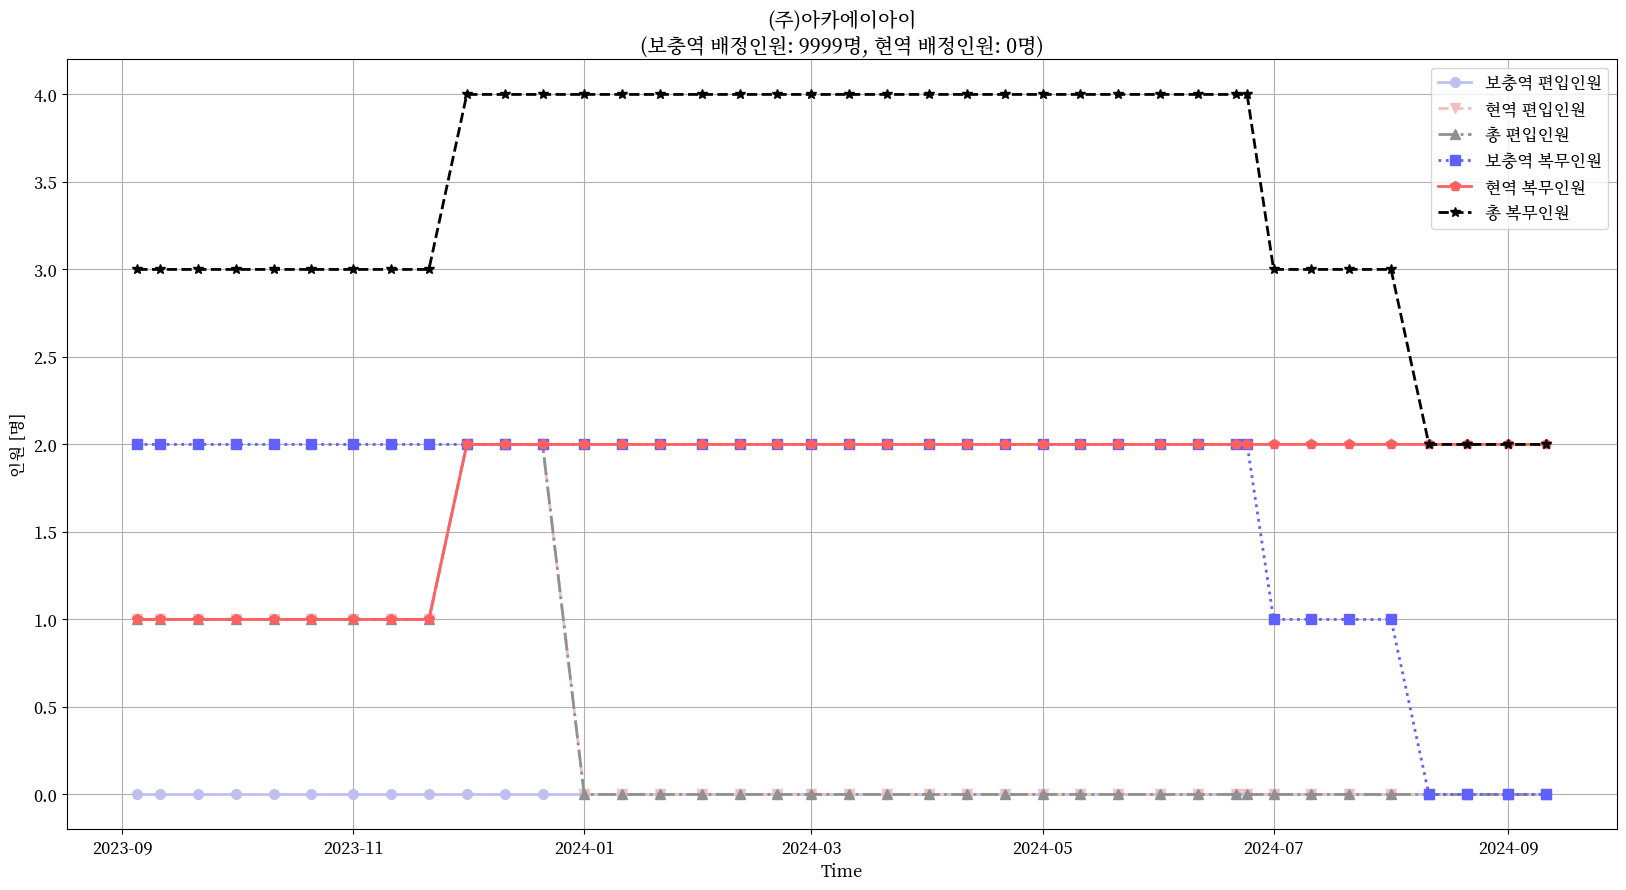 (주)아카에이아이
(보충역 배정인원: 9999명, 현역 배정인원: 0명)
보충역 편입인원
현역 편입인원
총 편입인원
보충역 복무인원
현역 복무인원
총 복무인원
4.0
3.5
3.0
2.5
2.0
1.5
1.0
0.5
0.0
인원 [명]
2023-09 2023-11 2024-01 2024-03 2024-05 2024-07 2024-09
Time